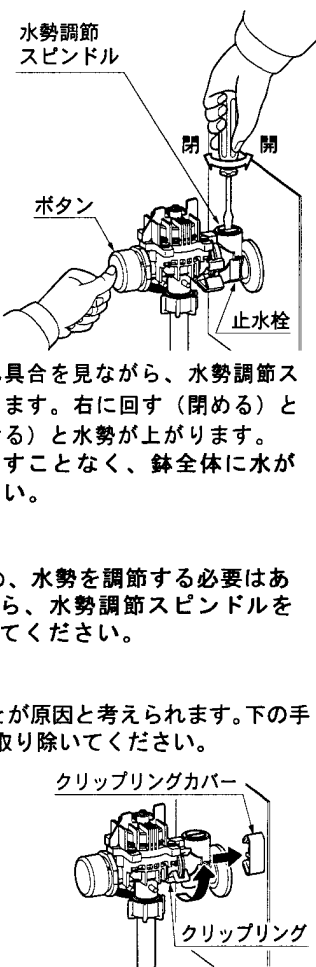 水勢調節
スピンドル
閉 開
ボタン
止水栓
具合を見ながら、水勢調節ス
ます。右に回す（閉める）と
る）と水勢が上がります。
すことなく、鉢全体に水が
い。
、水勢を調節する必要はあ
ら、水勢調節スピンドルを
てください。
が原因と考えられます。下の手
取り除いてください。
クリップリングカバー
クリップリング